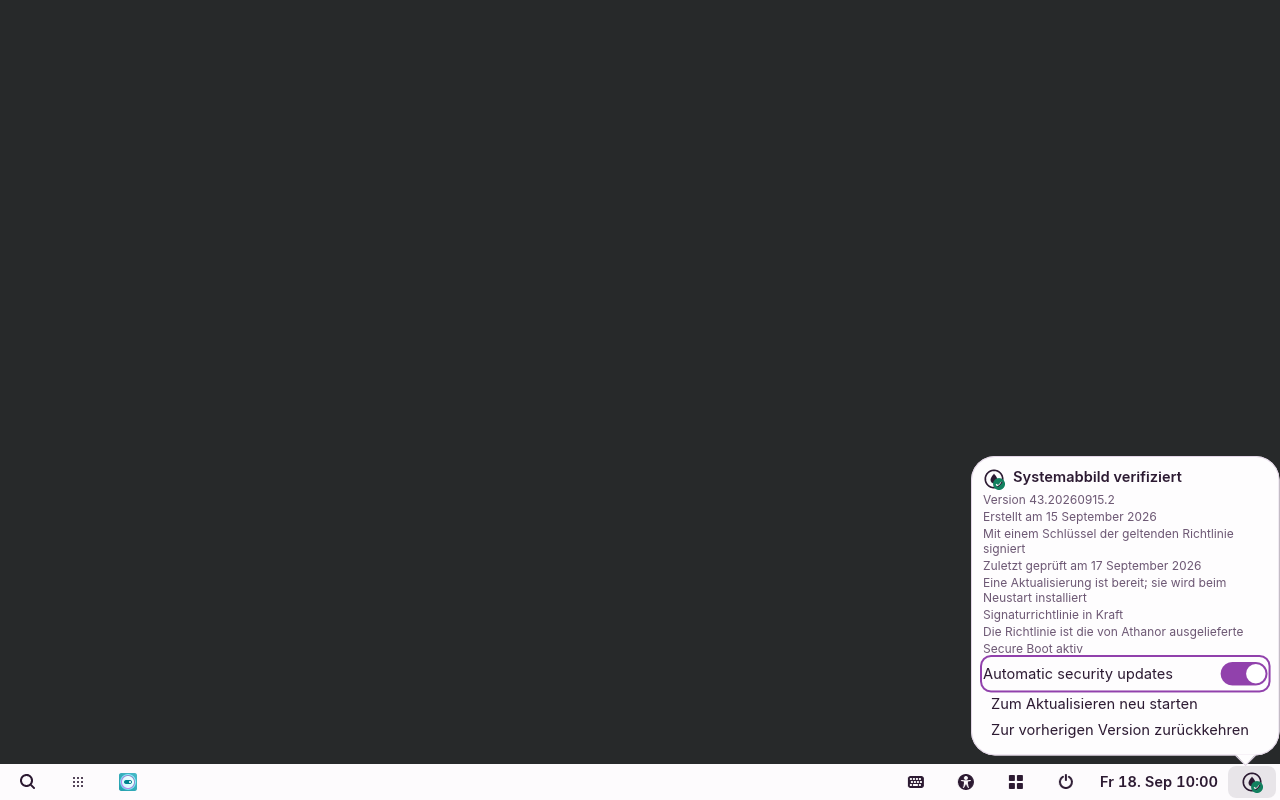 Systemabbild verifiziert
Version 43.20260915.2
Erstellt am 15 September 2026
Mit einem Schlüssel der geltenden Richtlinie
signiert
Zuletzt geprüft am 17 September 2026
Eine Aktualisierung ist bereit; sie wird beim
Neustart installiert
Signaturrichtlinie in Kraft
Die Richtlinie ist die von Athanor ausgelieferte
Secure Boot aktiv
Automatic security updates
Zum Aktualisieren neu starten
Zur vorherigen Version zurückkehren
Fr 18. Sep 10:00